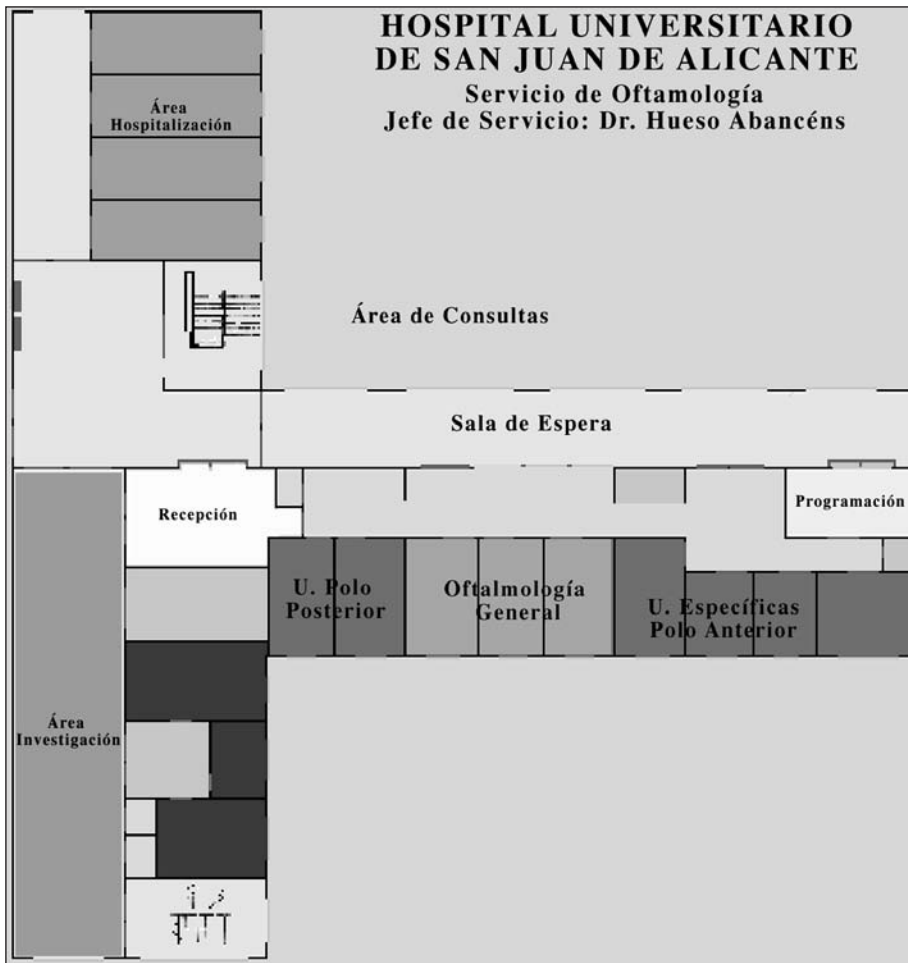 HOSPITAL UNIVERSITARIO
DE SAN JUAN DE ALICANTE
Servicio de Oftamología
Jefe de Servicio: Dr. Hueso Abancéns
Área
Hospitalización
Área de Consultas
Sala de Espera
Recepción
Programación
U. Polo
Posterior
Oftalmología
General
U. Específicas
Polo Anterior
Área
Investigación